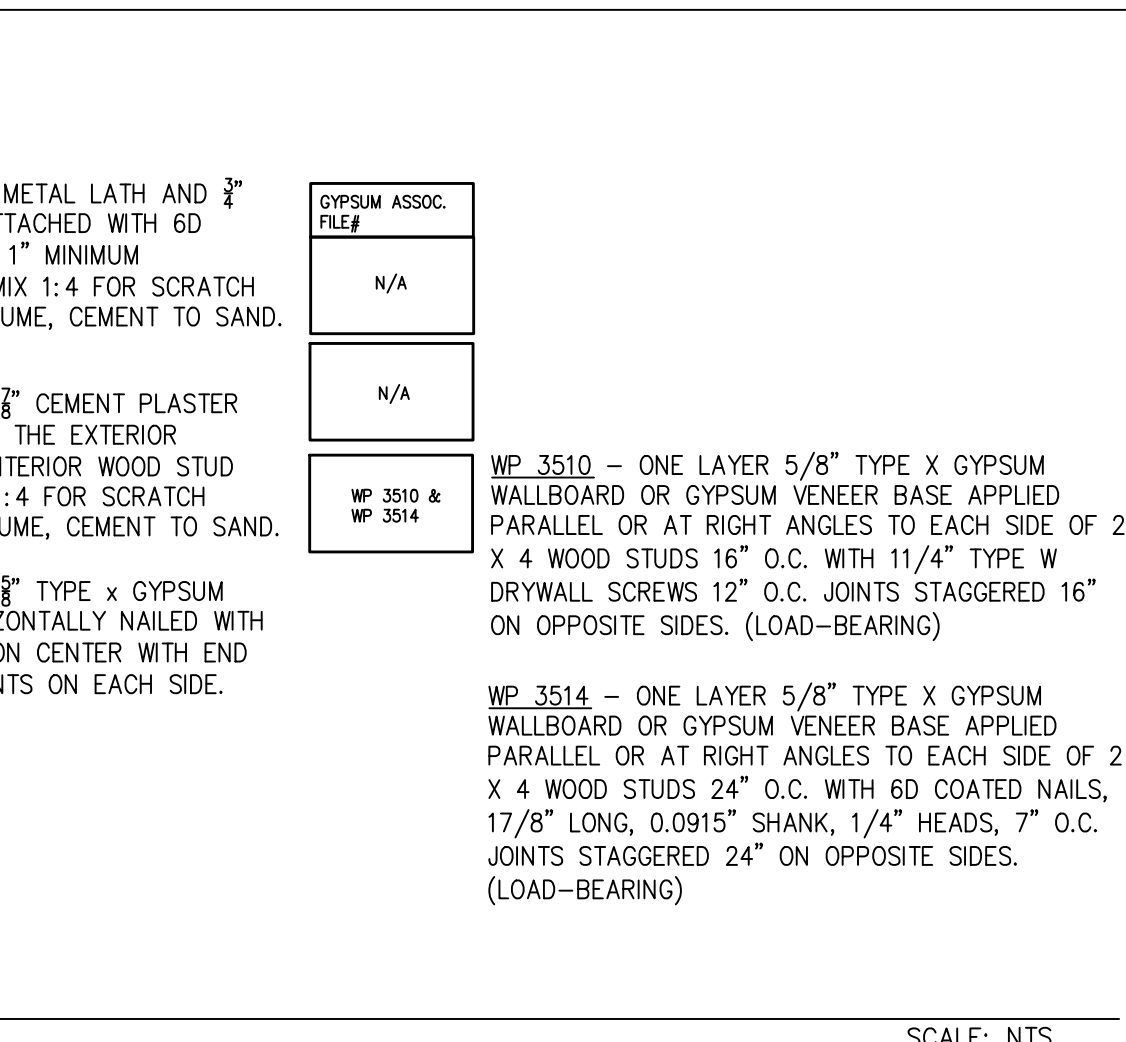 METAL LATH AND 3/4"
TTACHED WITH 6D
1" MINIMUM
MIX 1:4 FOR SCRATCH
UME, CEMENT TO SAND.
7/8" CEMENT PLASTER
THE EXTERIOR
NTERIOR WOOD STUD
:4 FOR SCRATCH
UME, CEMENT TO SAND.
5/8" TYPE x GYPSUM
ZONTALLY NAILED WITH
ON CENTER WITH END
NTS ON EACH SIDE.
GYPSUM ASSOC.
FILE#
N/A
N/A
WP 3510 &
WP 3514
WP 3510 – ONE LAYER 5/8" TYPE X GYPSUM
WALLBOARD OR GYPSUM VENEER BASE APPLIED
PARALLEL OR AT RIGHT ANGLES TO EACH SIDE OF 2
X 4 WOOD STUDS 16" O.C. WITH 11/4" TYPE W
DRYWALL SCREWS 12" O.C. JOINTS STAGGERED 16"
ON OPPOSITE SIDES. (LOAD–BEARING)
WP 3514 – ONE LAYER 5/8" TYPE X GYPSUM
WALLBOARD OR GYPSUM VENEER BASE APPLIED
PARALLEL OR AT RIGHT ANGLES TO EACH SIDE OF 2
X 4 WOOD STUDS 24" O.C. WITH 6D COATED NAILS,
17/8" LONG, 0.0915" SHANK, 1/4" HEADS, 7" O.C.
JOINTS STAGGERED 24" ON OPPOSITE SIDES.
(LOAD–BEARING)
SCALE: NTS